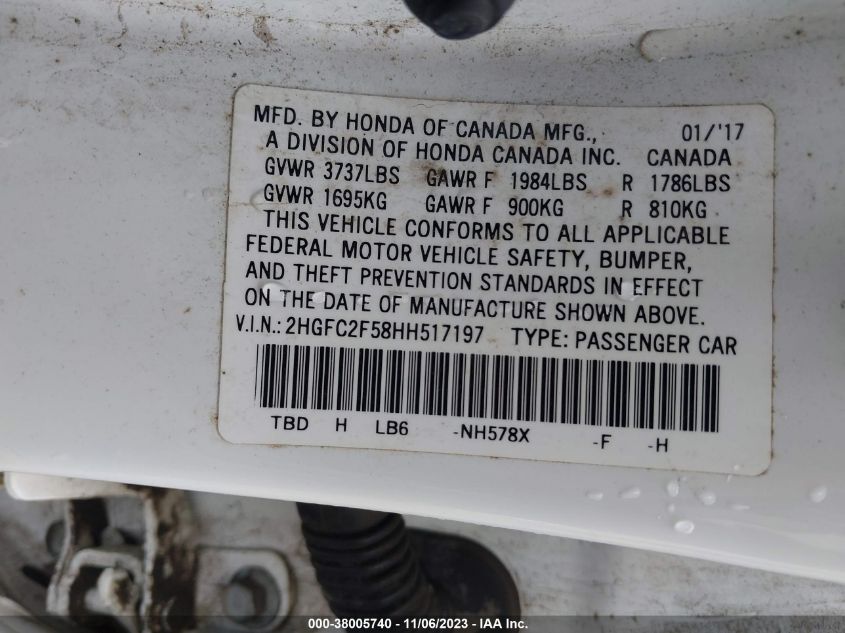 MFD. BY HONDA OF CANADA MFG., 01/'17
A DIVISION OF HONDA CANADA INC. CANADA
GVWR 3737LBS GAWR F 1984LBS R 1786LBS
GVWR 1695KG GAWR F 900KG R 810KG
THIS VEHICLE CONFORMS TO ALL APPLICABLE
FEDERAL MOTOR VEHICLE SAFETY, BUMPER,
AND THEFT PREVENTION STANDARDS IN EFFECT
ON THE DATE OF MANUFACTURE SHOWN ABOVE.
V.I.N.: 2HGFC2F58HH517197 TYPE: PASSENGER CAR
TBD H LB6 -NH578X -F -H
000-38005740 - 11/06/2023 - IAA Inc.